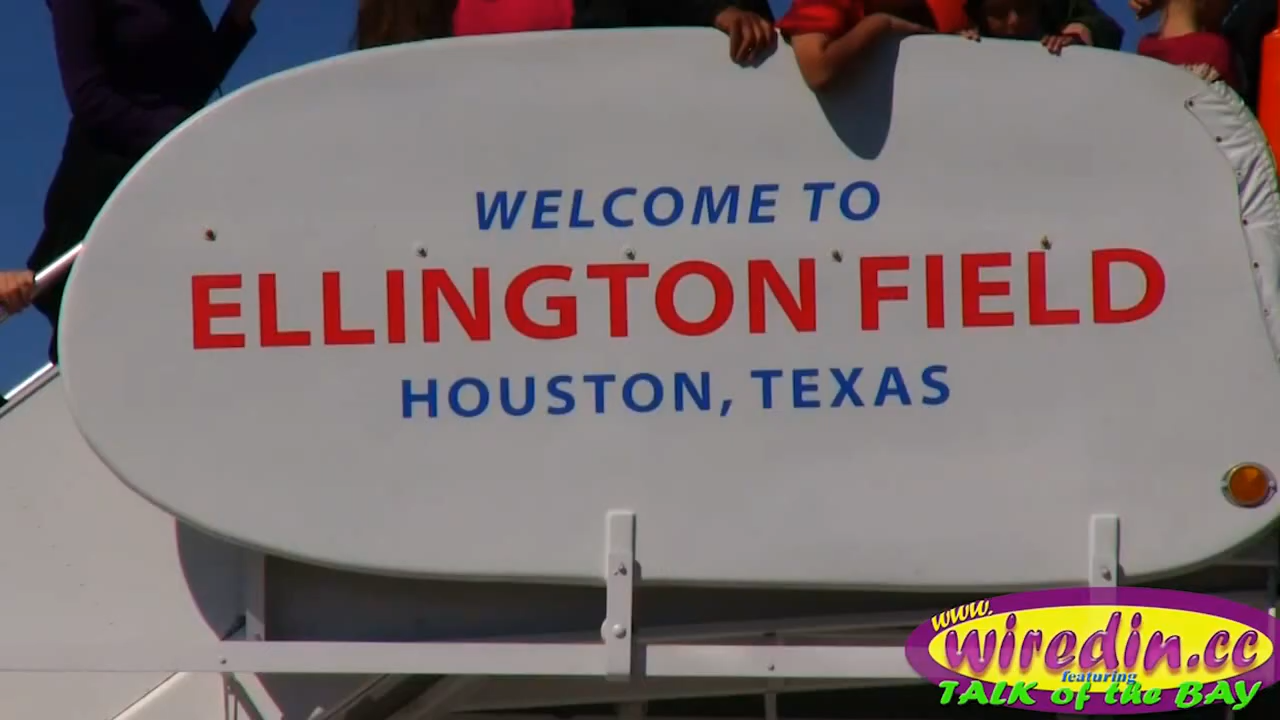 WELCOME TO
ELLINGTON FIELD
HOUSTON, TEXAS
www.
wiredin.cc
featuring
TALK of the BAY